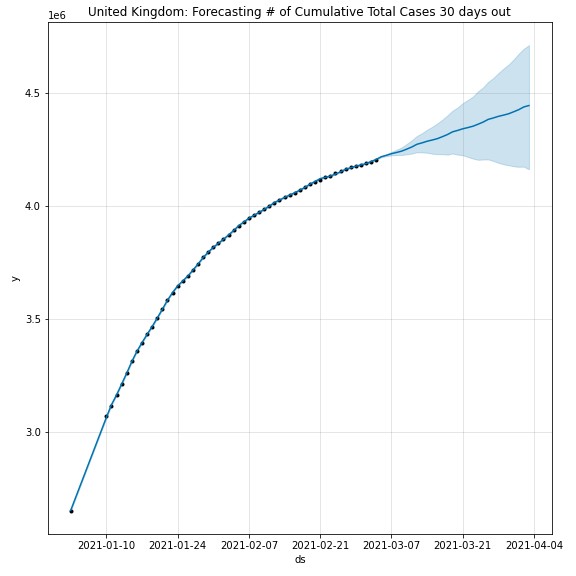 United Kingdom: Forecasting # of Cumulative Total Cases 30 days out
1e6
4.5
4.0
3.5
3.0
y
2021-01-10 2021-01-24 2021-02-07 2021-02-21 2021-03-07 2021-03-21 2021-04-04
ds